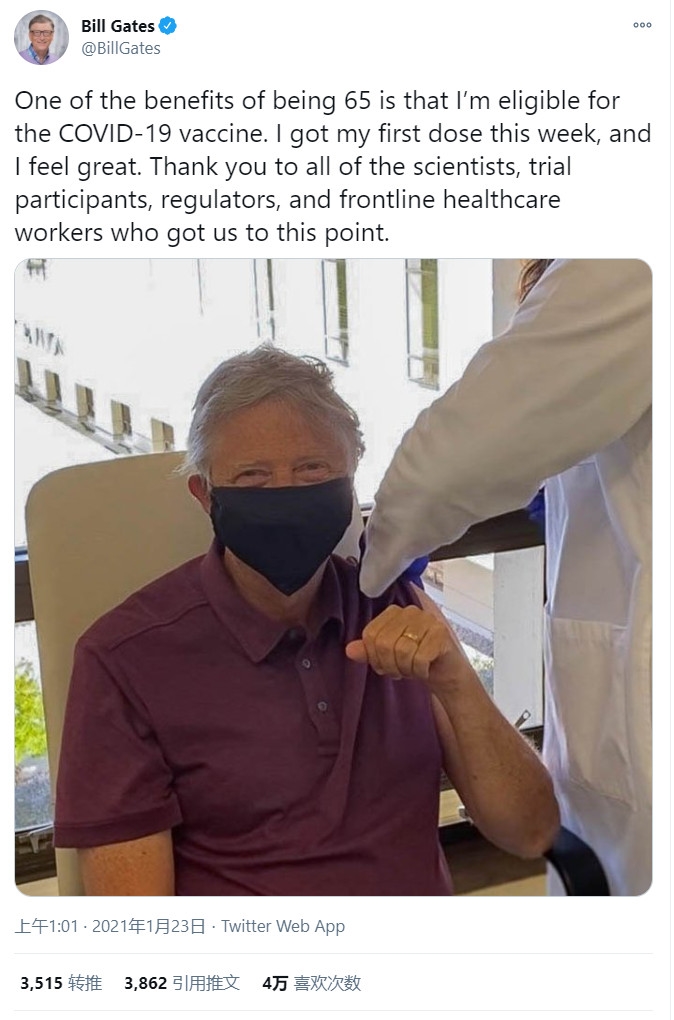 Bill Gates
@BillGates
One of the benefits of being 65 is that I’m eligible for
the COVID-19 vaccine. I got my first dose this week, and
I feel great. Thank you to all of the scientists, trial
participants, regulators, and frontline healthcare
workers who got us to this point.
上午1:01 · 2021年1月23日 · Twitter Web App
3,515 转推 3,862 引用推文 4万 喜欢次数